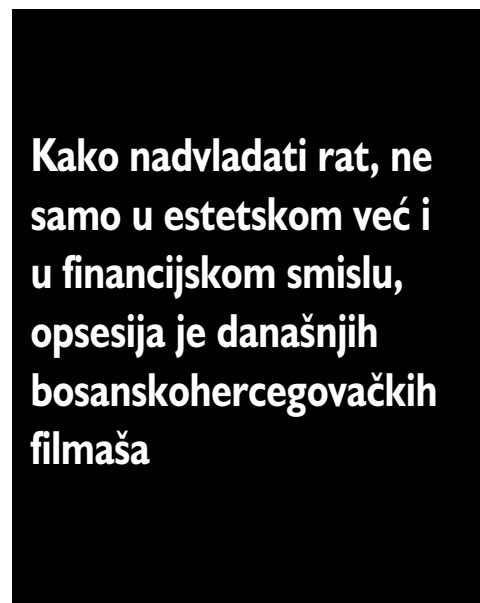 Kako nadvladati rat, ne
samo u estetskom već i
u financijskom smislu,
opsesija je današnjih
bosanskohercegovačkih
filmaša